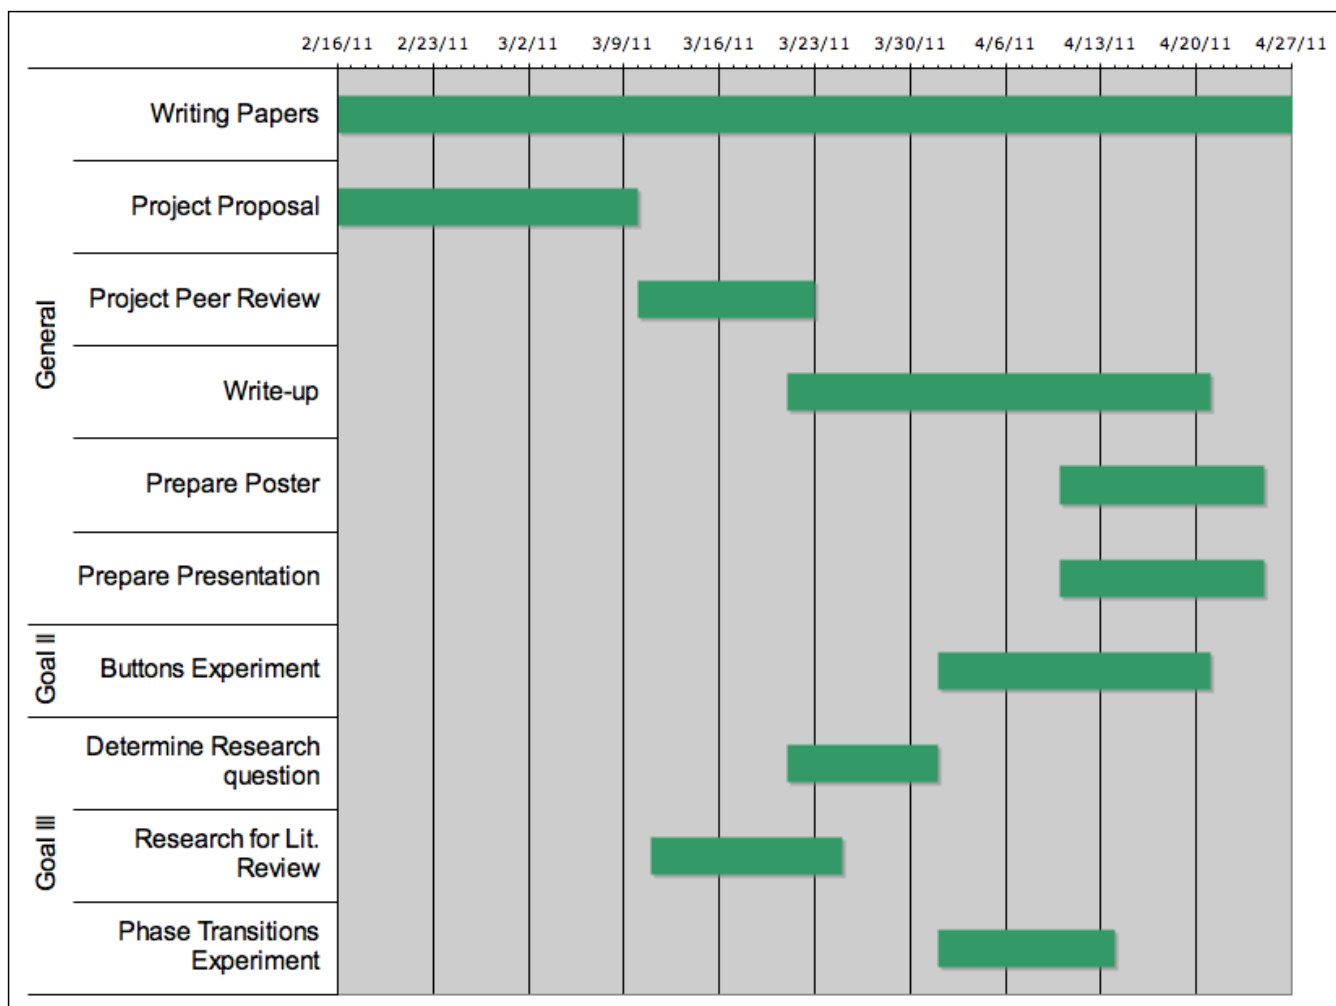 2/16/11 2/23/11 3/2/11 3/9/11 3/16/11 3/23/11 3/30/11 4/6/11 4/13/11 4/20/11 4/27/11
General
Writing Papers
Project Proposal
Project Peer Review
Write-up
Prepare Poster
Prepare Presentation
Goal II
Buttons Experiment
Goal III
Determine Research
question
Research for Lit.
Review
Phase Transitions
Experiment